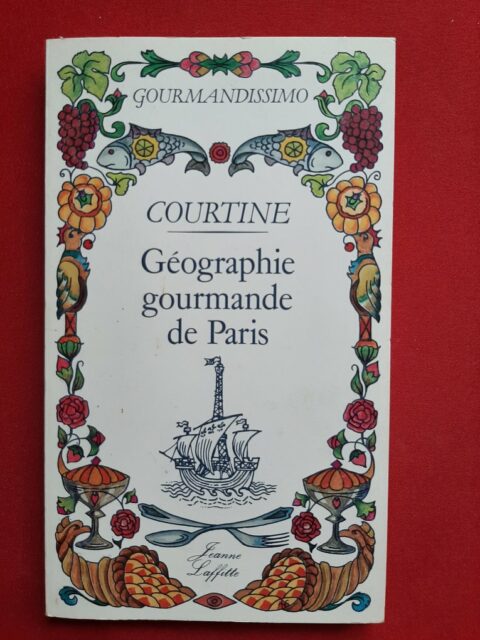 GOURMANDISSIMO
COURTINE
Géographie
gourmande
de Paris
Jeanne
Laffitte